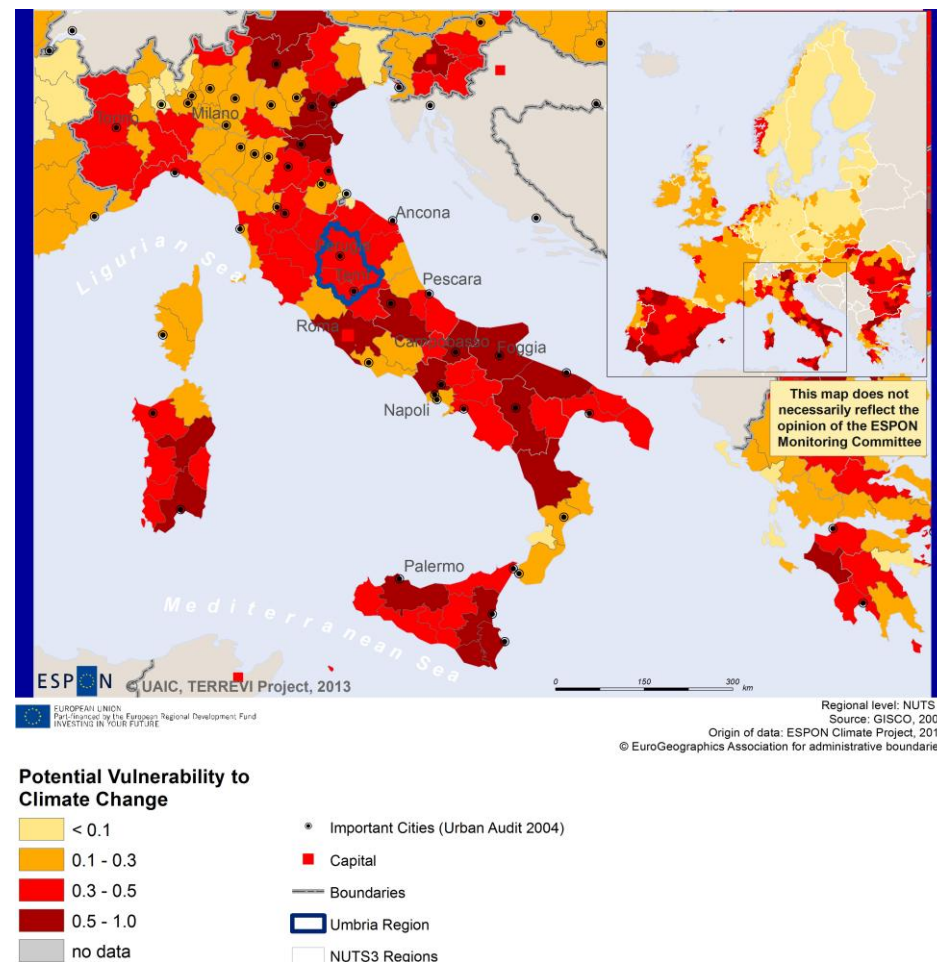 Torino
Milano
Ancona
Ligurian Sea
Perugia
Terni
Pescara
Roma
Campobasso
Foggia
Napoli
This map does not
necessarily reflect the
opinion of the ESPON
Monitoring Committee
Palermo
Mediterranean Sea
ESPON
© UAIC, TERREVI Project, 2013
0 150 300
km
EUROPEAN UNION
Part-financed by the European Regional Development Fund
INVESTING IN YOUR FUTURE
Regional level: NUTS
Source: GISCO, 200
Origin of data: ESPON Climate Project, 201
© EuroGeographics Association for administrative boundarie
Potential Vulnerability to
Climate Change
< 0.1
0.1 - 0.3
0.3 - 0.5
0.5 - 1.0
no data
Important Cities (Urban Audit 2004)
Capital
Boundaries
Umbria Region
NUTS3 Regions